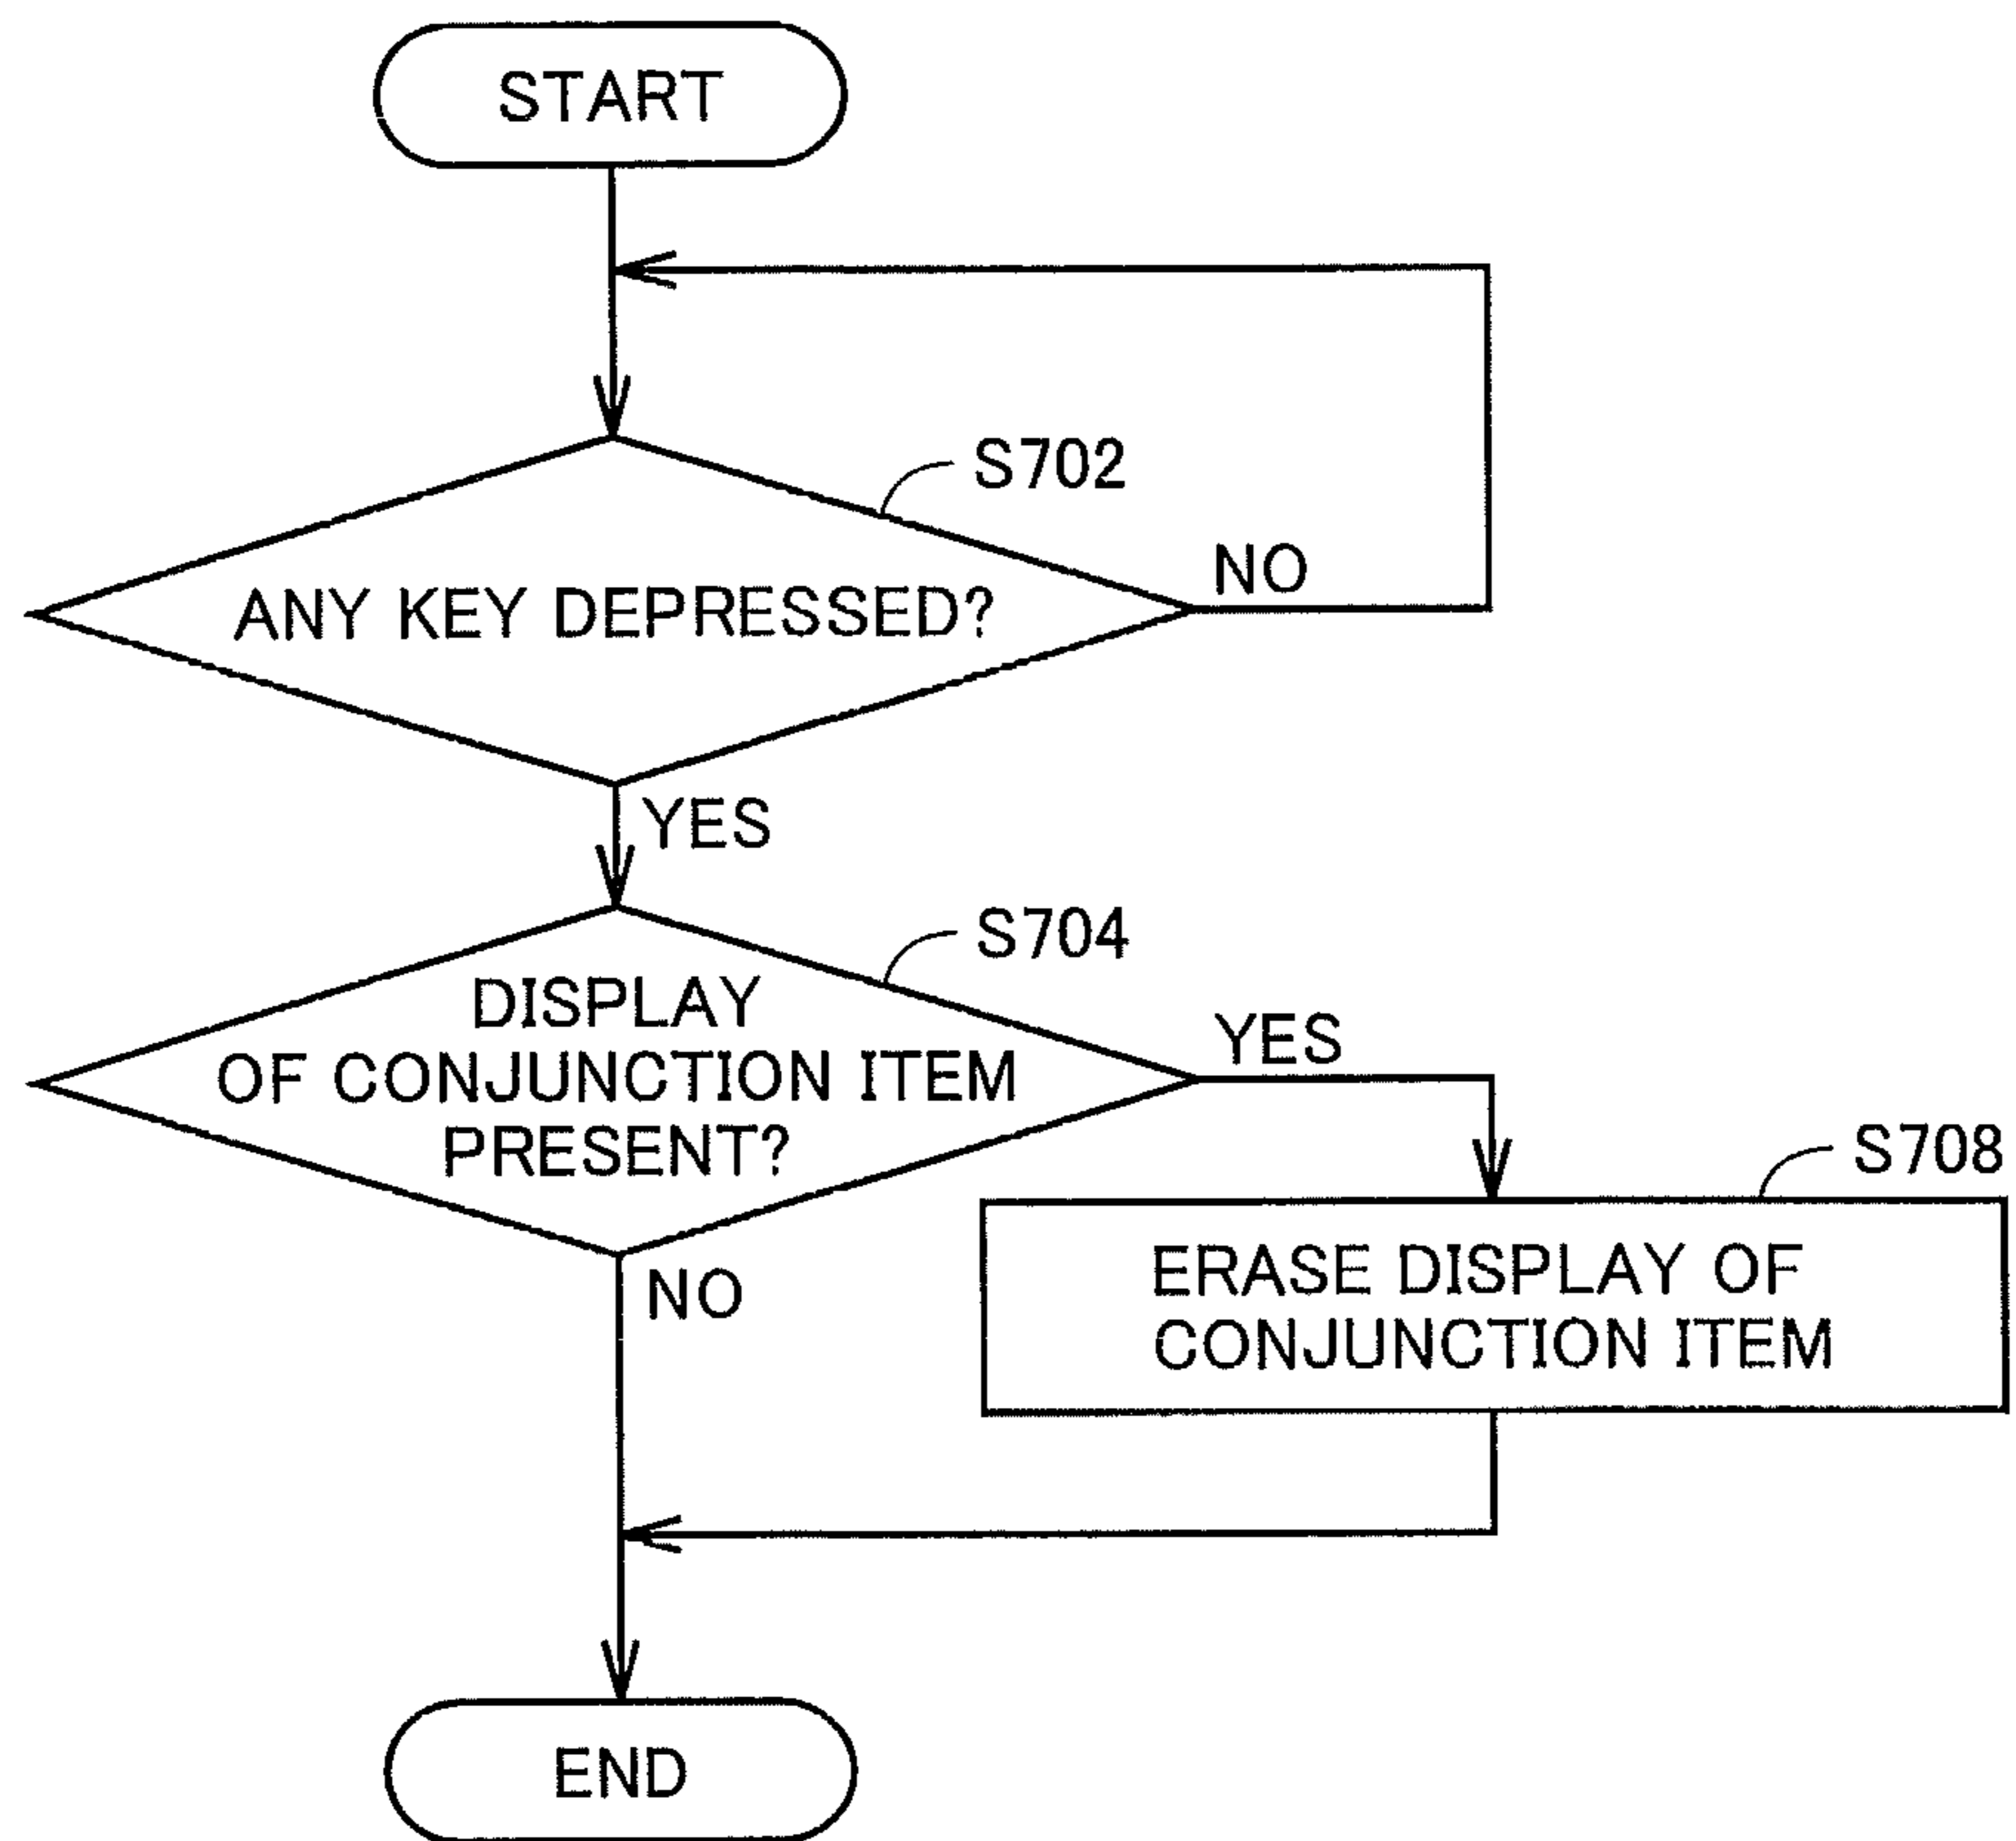 START
S702
ANY KEY DEPRESSED?
NO
YES
S704
DISPLAY
OF CONJUNCTION ITEM
PRESENT?
YES
S708
ERASE DISPLAY OF
CONJUNCTION ITEM
NO
END